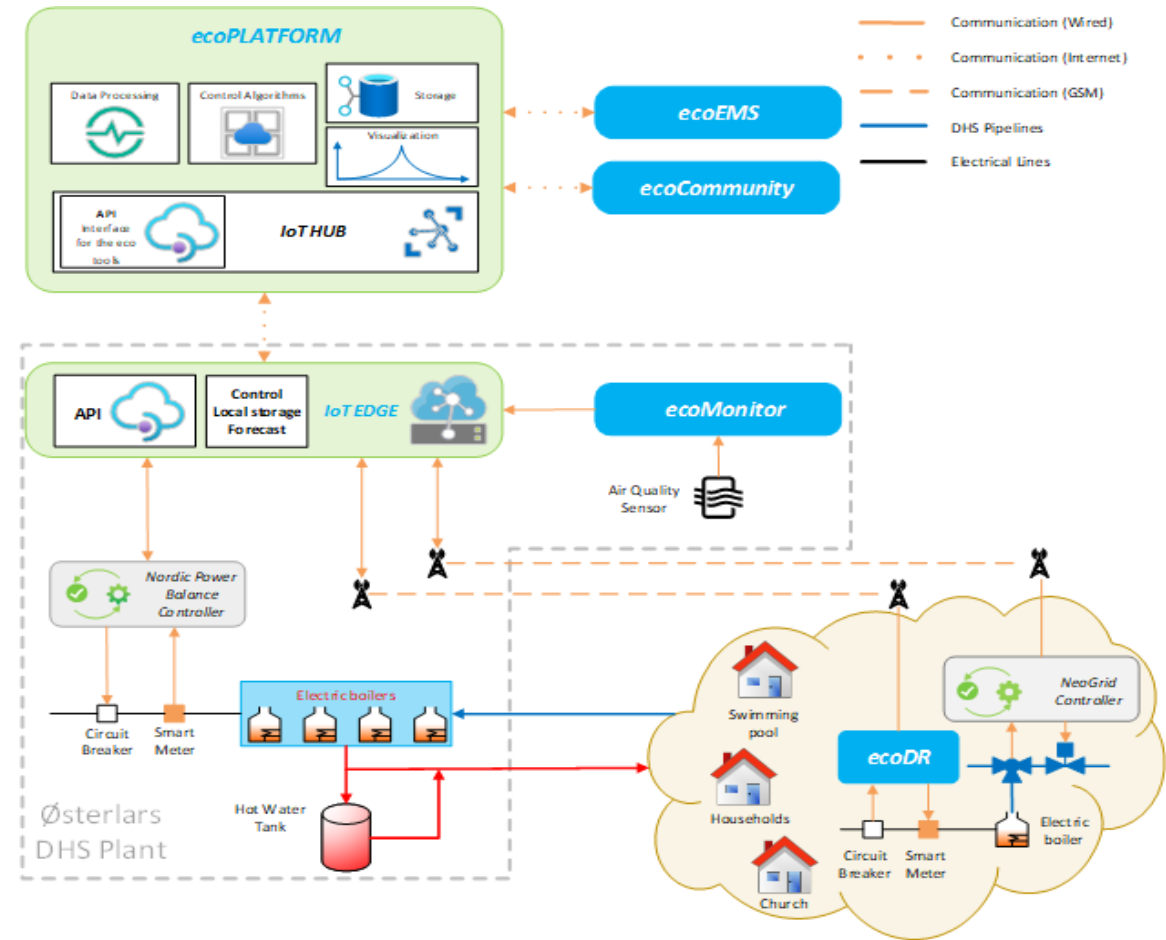 ecoPLATFORM
Data Processing
Control Algorithms
Storage
Visualization
API
Interface
for the eco
tools
IoT HUB
ecoEMS
ecoCommunity
Communication (Wired)
Communication (Internet)
Communication (GSM)
DHS Pipelines
Electrical Lines
API
Control
Local storage
Forecast
IoT EDGE
ecoMonitor
Air Quality
Sensor
Nordic Power
Balance
Controller
Circuit
Breaker
Smart
Meter
Electric boilers
Hot Water
Tank
Østerlars
DHS Plant
Swimming
pool
Households
Church
ecoDR
NeoGrid
Controller
Circuit
Breaker
Smart
Meter
Electric
boiler